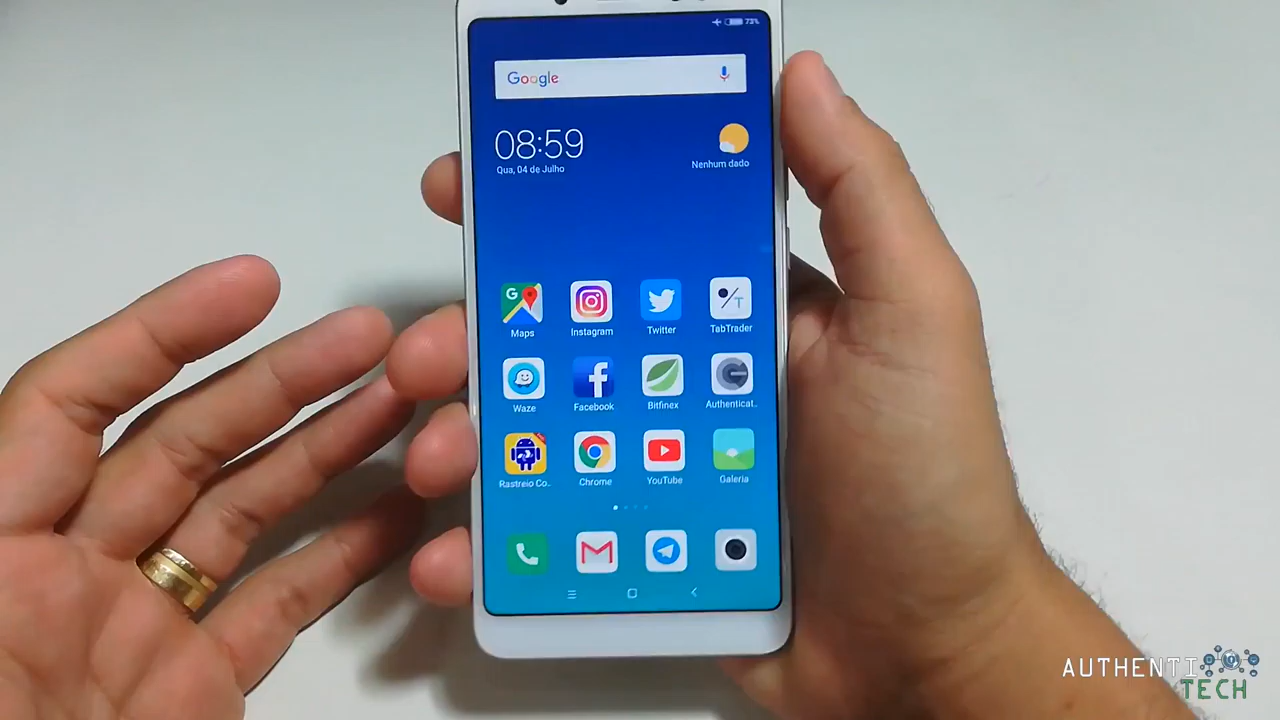 73%
Google
08:59
Qua, 04 de Julho
Nenhum dado
Maps
Instagram
Twitter
TabTrader
Waze
Facebook
Bitfinex
Authenticat..
Rastreio Co..
Chrome
YouTube
Galeria
AUTHENTI
TECH